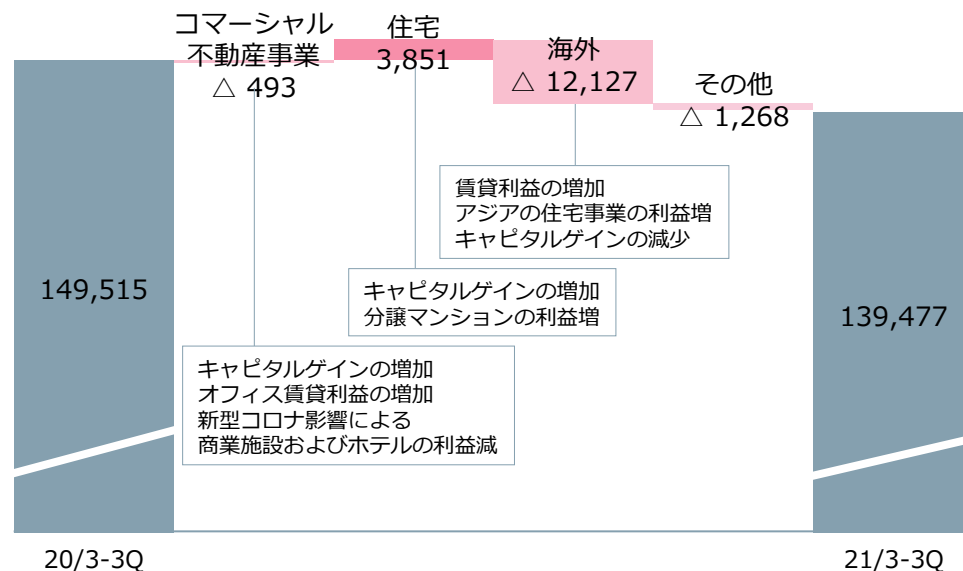 コマーシャル
不動産事業
△ 493
住宅
3,851
海外
△ 12,127
その他
△ 1,268
賃貸利益の増加
アジアの住宅事業の利益増
キャピタルゲインの減少
149,515
キャピタルゲインの増加
分譲マンションの利益増
139,477
キャピタルゲインの増加
オフィス賃貸利益の増加
新型コロナ影響による
商業施設およびホテルの利益減
20/3-3Q
21/3-3Q